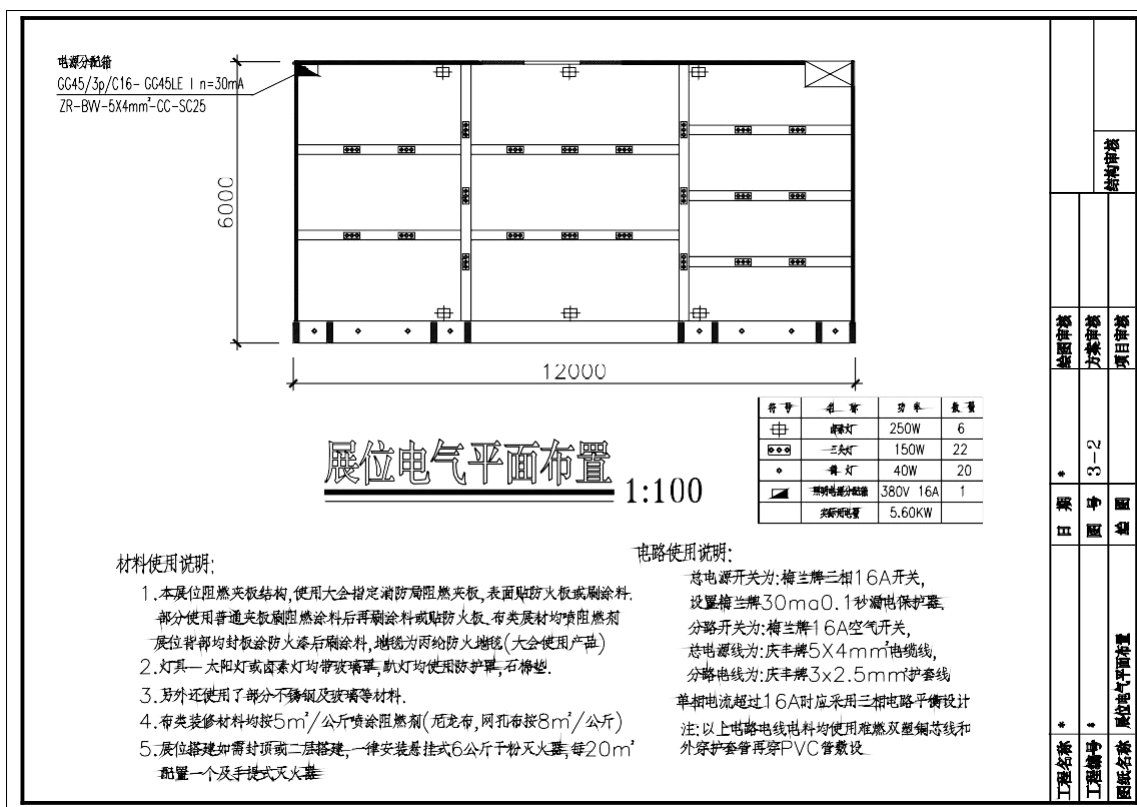 电源分配箱
GG45/3p/C16- GG45LE I n=30mA
ZR-BVV-5X4mm²-CC-SC25
6000
12000
展位电气平面布置
1:100
符号 名称 功率 数量
卤素灯 250W 6
三头灯 150W 22
筒灯 40W 20
照明电源分配箱 380V 16A 1
实际用电量 5.60KW
材料使用说明:
1.本展位阻燃夹板结构,使用大会指定消防局阻燃夹板,表面贴防火板或刷涂料.
部分使用普通夹板刷阻燃涂料后再刷涂料或贴防火板、布类展材均喷阻燃剂
展位背部均封板涂防火漆后刷涂料,地毯为丙纶防火地毯(大会使用产品)
2.灯具一太阳灯或卤素灯均带玻璃罩,射灯均使用防护罩,石棉垫.
3.另外还使用了部分不锈钢及玻璃等材料.
4.布类装修材料均按5m²/公斤喷涂阻燃剂(尼龙布,网孔布按8m²/公斤)
5.展位搭建如需封顶或二层搭建,一律安装悬挂式6公斤干粉灭火器,每20m²
配置一个及手提式灭火器
电路使用说明:
总电源开关为:梅兰牌三相16A开关,
设置梅兰牌30ma0.1秒漏电保护器,
分路开关为:梅兰牌16A空气开关,
总电源线为:庆丰牌5X4mm²电缆线,
分路电线为:庆丰牌3x2.5mm²护套线
单相电流超过16A时应采用三相电路平衡设计
注:以上电路电线电料均使用难燃双塑铜芯线和
外穿护套管再穿PVC管敷设
结构审核
绘图审核
方案审核
项目审核
日期 *
图号 3-2
绘图
工程名称 *
工程编号 *
图纸名称 展位电气平面布置